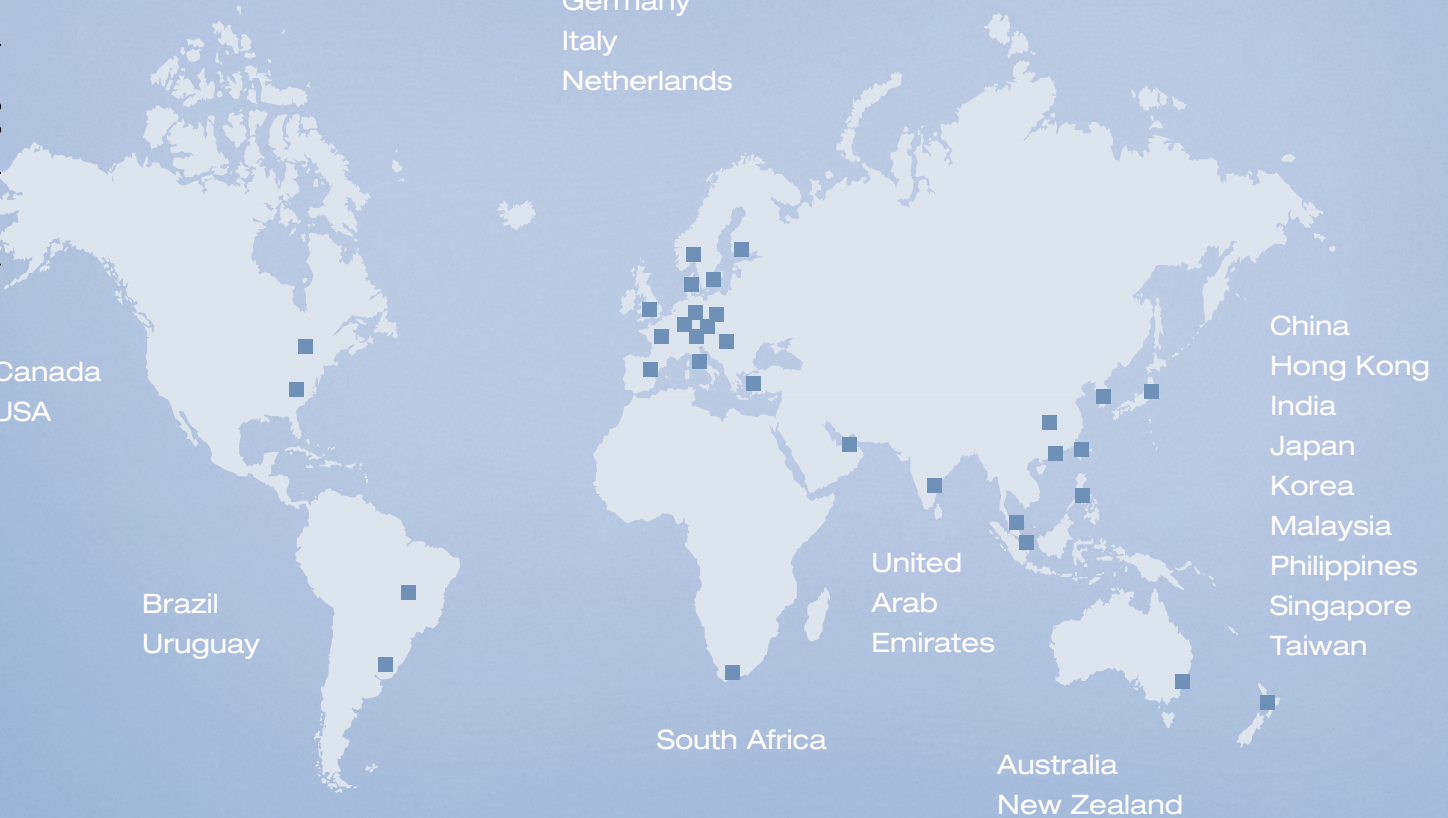 Germany
Italy
Netherlands
Canada
USA
Brazil
Uruguay
South Africa
United
Arab
Emirates
Australia
New Zealand
China
Hong Kong
India
Japan
Korea
Malaysia
Philippines
Singapore
Taiwan